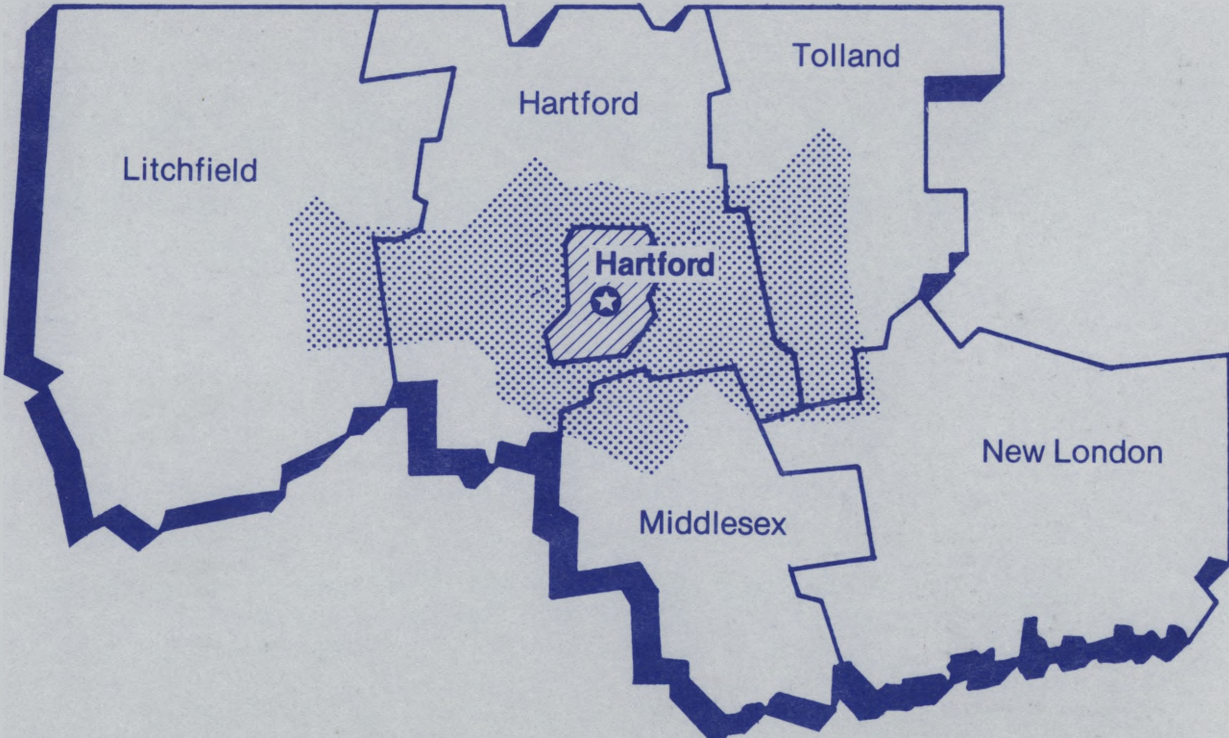 Tolland
Hartford
Litchfield
Hartford
New London
Middlesex